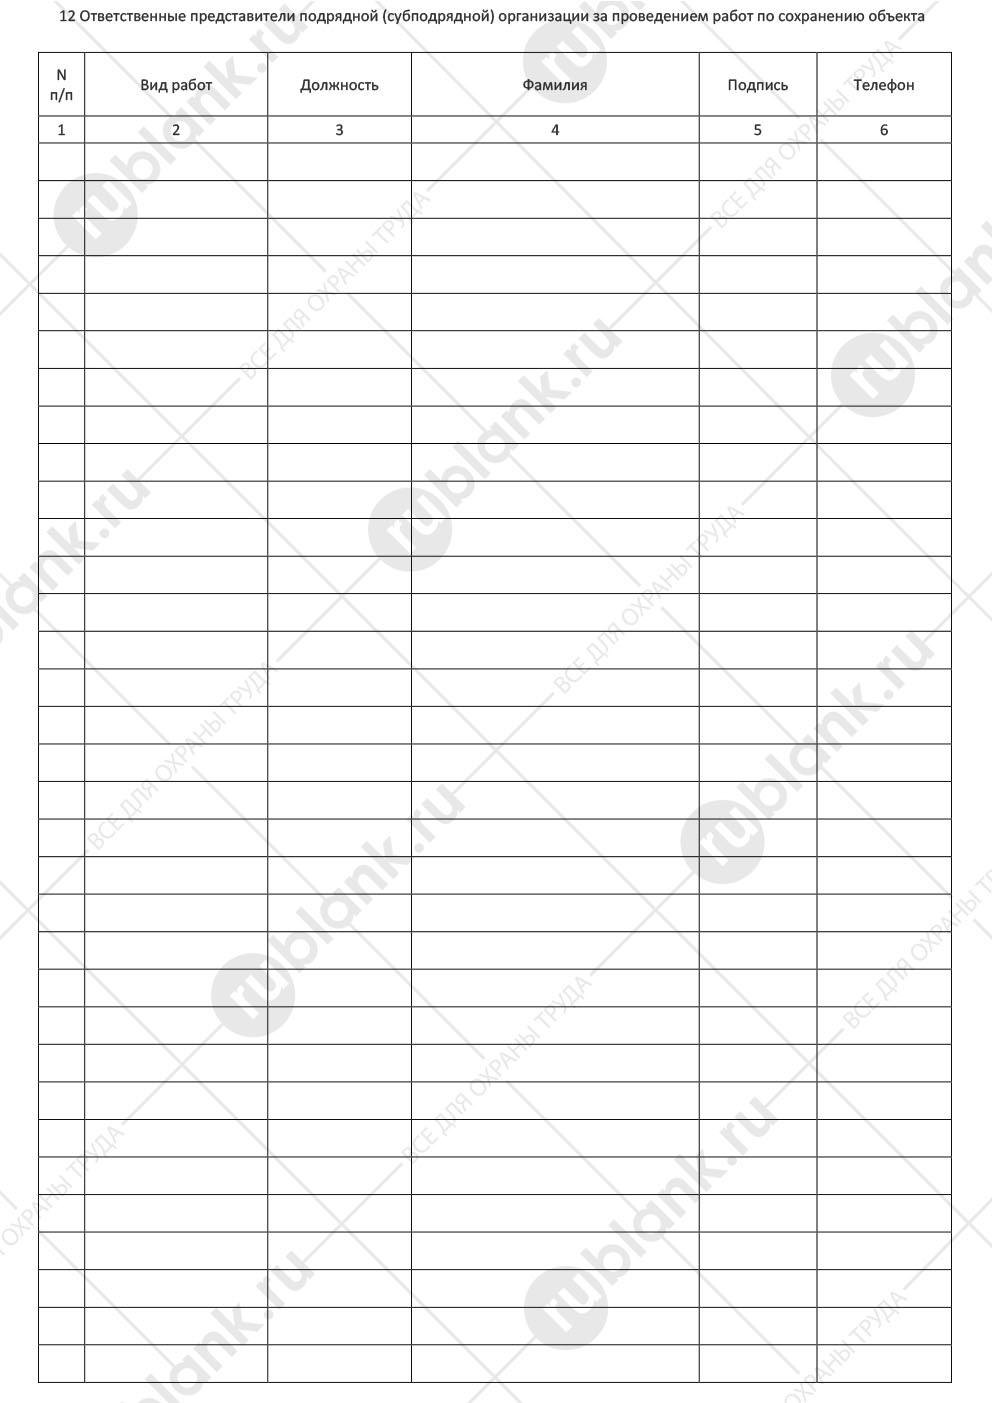 12 Ответственные представители подрядной (субподрядной) организации за проведением работ по сохранению объекта
N п/п Вид работ Должность Фамилия Подпись Телефон
1 2 3 4 5 6
rublank.ru
ВСЕ ДЛЯ ОХРАНЫ ТРУДА